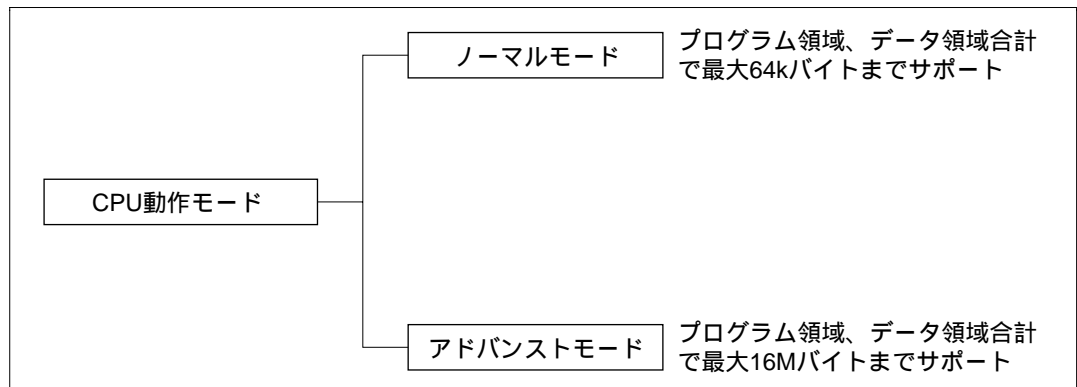 ノーマルモード
プログラム領域、データ領域合計
で最大64kバイトまでサポート
CPU動作モード
アドバンストモード
プログラム領域、データ領域合計
で最大16Mバイトまでサポート